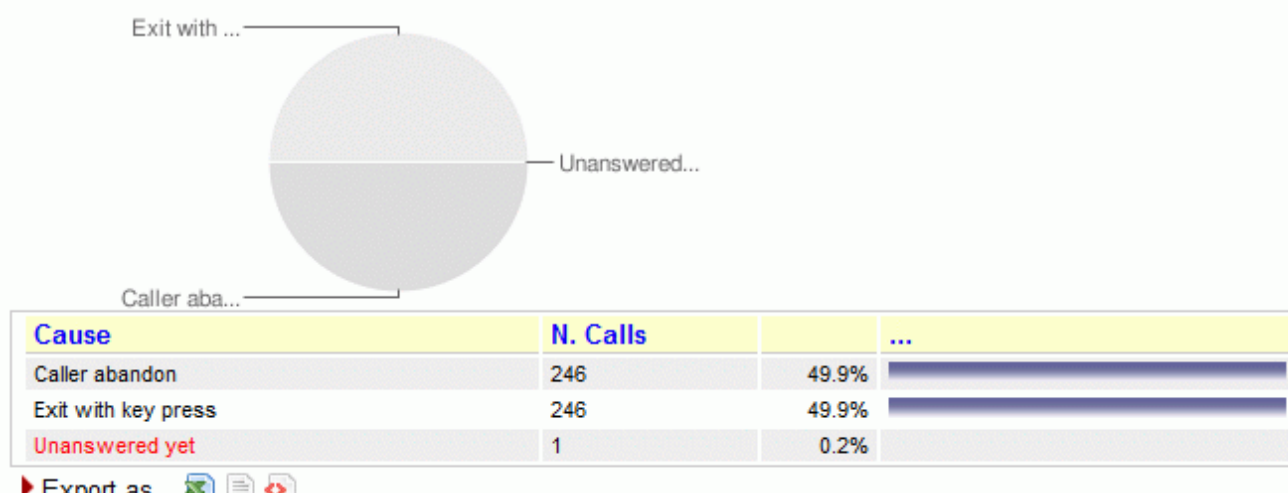 Exit with ...
Unanswered...
Caller aba...
Cause N. Calls ...
Caller abandon 246 49.9%
Exit with key press 246 49.9%
Unanswered yet 1 0.2%
Export as